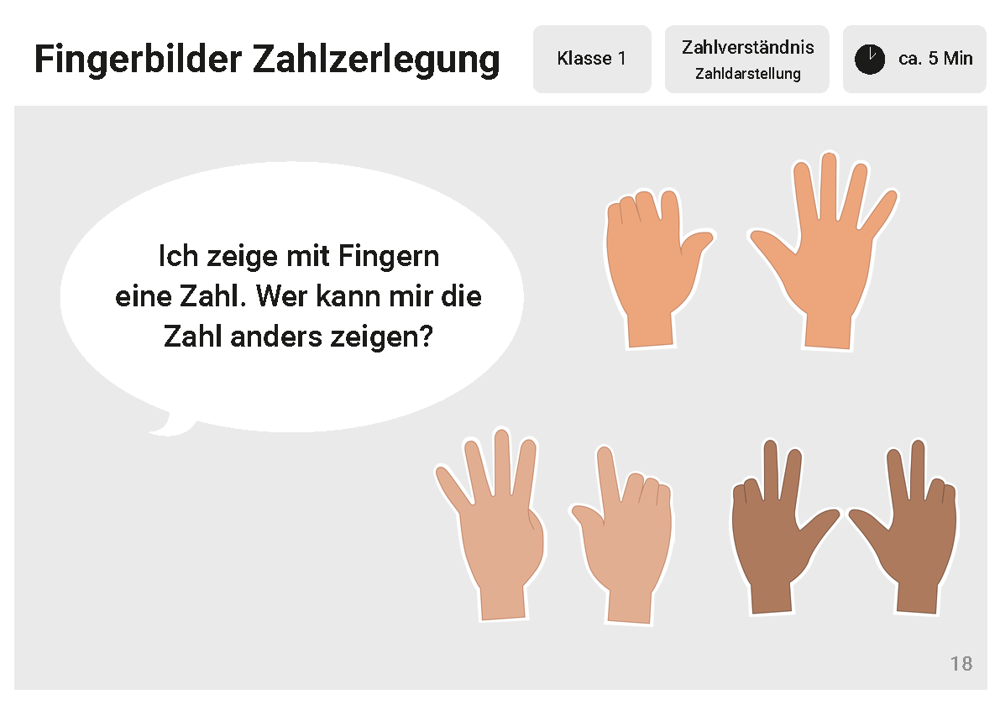 Fingerbilder Zahlzerlegung
Klasse 1
Zahlverständnis
Zahldarstellung
ca. 5 Min
Ich zeige mit Fingern
eine Zahl. Wer kann mir die
Zahl anders zeigen?
18